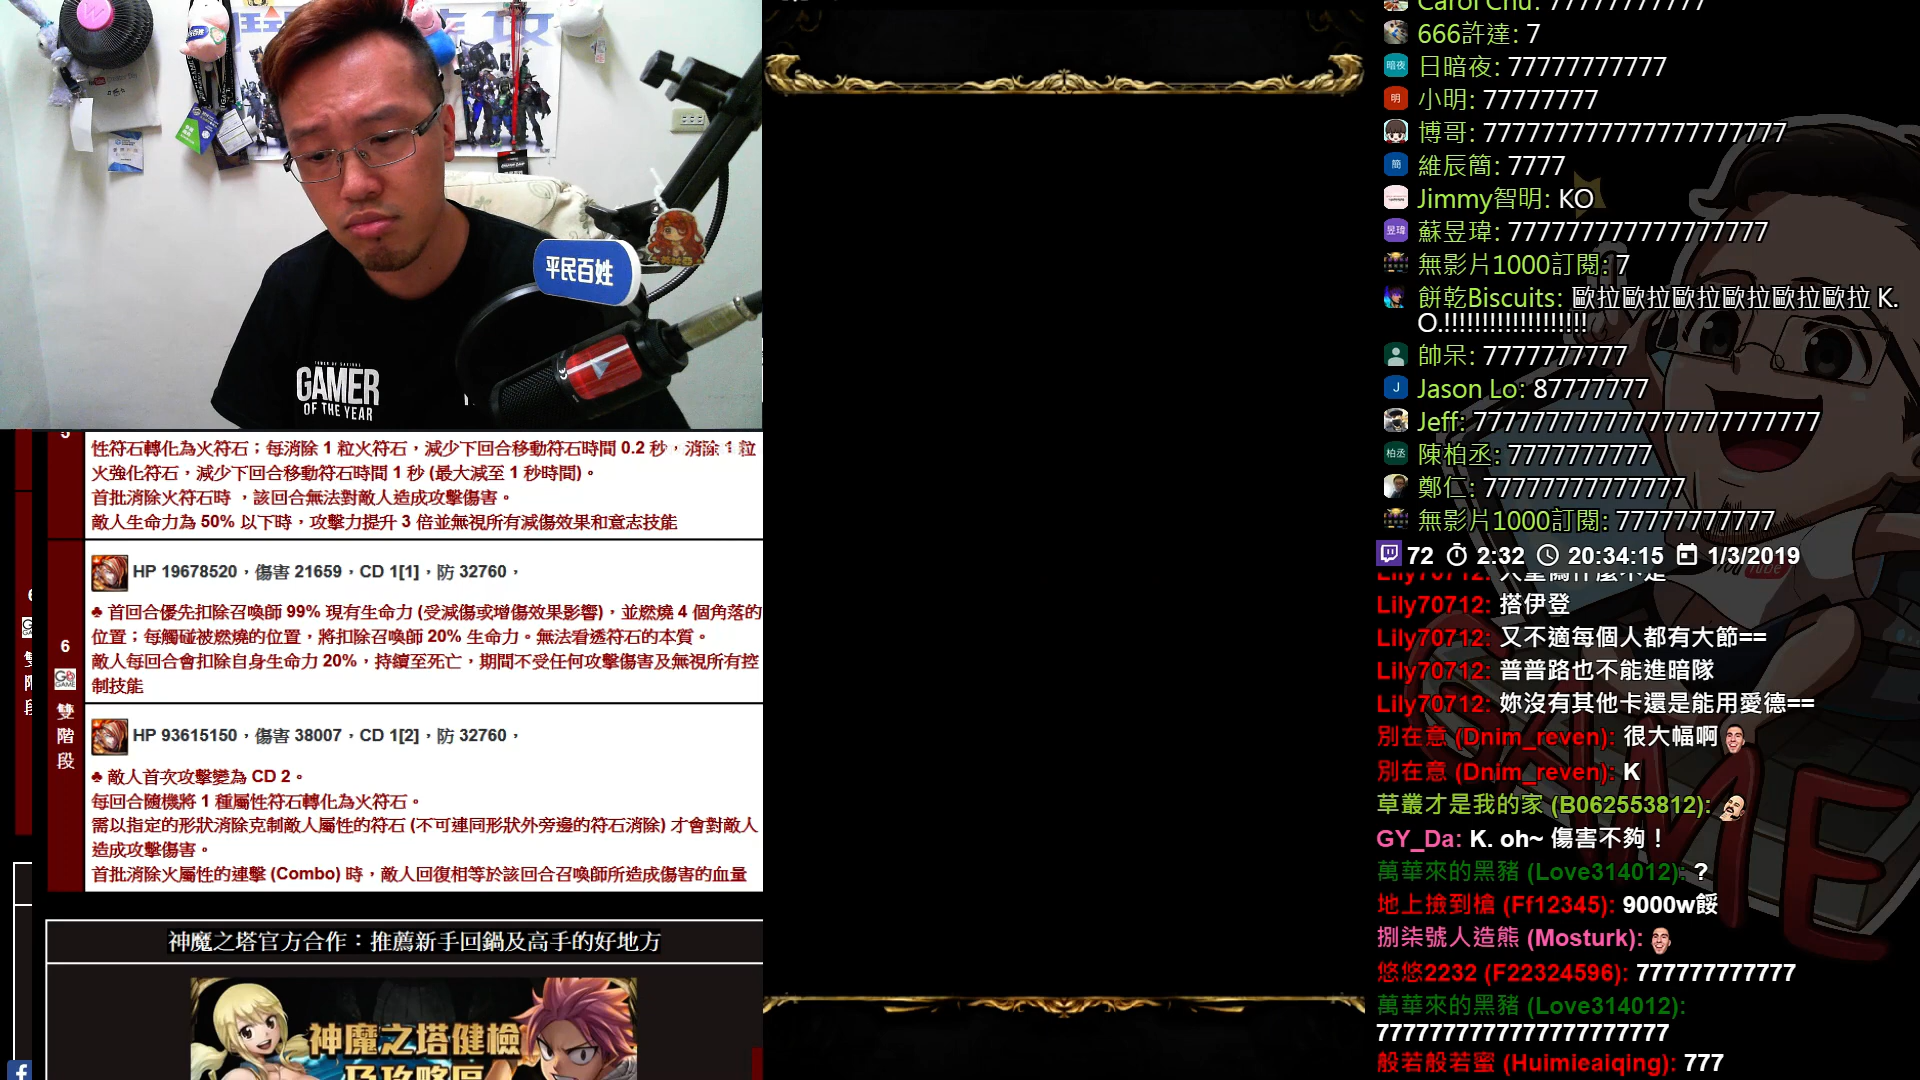 平民百姓
GAMER
OF THE YEAR
5
性符石轉化為火符石；每消除 1 粒火符石，減少下回合移動符石時間 0.2 秒，消除 1 粒
火強化符石，減少下回合移動符石時間 1 秒 (最大減至 1 秒時間)。
首批消除火符石時 ，該回合無法對敵人造成攻擊傷害。
敵人生命力為 50% 以下時，攻擊力提升 3 倍並無視所有減傷效果和意志技能
HP 19678520，傷害 21659，CD 1[1]，防 32760，
♣ 首回合優先扣除召喚師 99% 現有生命力 (受減傷或增傷效果影響)，並燃燒 4 個角落的
位置；每觸碰被燃燒的位置，將扣除召喚師 20% 生命力。無法看透符石的本質。
敵人每回合會扣除自身生命力 20%，持續至死亡，期間不受任何攻擊傷害及無視所有控
制技能
6
GAME
雙
階
段
HP 93615150，傷害 38007，CD 1[2]，防 32760，
♣ 敵人首次攻擊變為 CD 2。
每回合隨機將 1 種屬性符石轉化為火符石。
需以指定的形狀消除克制敵人屬性的符石 (不可連同形狀外旁邊的符石消除) 才會對敵人
造成攻擊傷害。
首批消除火屬性的連擊 (Combo) 時，敵人回復相等於該回合召喚師所造成傷害的血量
神魔之塔官方合作：推薦新手回鍋及高手的好地方
神魔之塔健檢
及攻略區
Carol Chu: 77777777777
666許達: 7
暗夜 日暗夜: 77777777777
明 小明: 77777777
博哥: 777777777777777777777
簡 維辰簡: 7777
Jimmy智明: KO
昱瑋 蘇昱瑋: 777777777777777777
無影片1000訂閱: 7
餅乾Biscuits: 歐拉歐拉歐拉歐拉歐拉歐拉 K.
O.!!!!!!!!!!!!!!!!!!!
帥呆: 7777777777
J Jason Lo: 87777777
Jeff: 777777777777777777777777
柏丞 陳柏丞: 7777777777
鄭仁: 77777777777777
無影片1000訂閱: 77777777777
72 2:32 20:34:15 1/3/2019
Lily70712: 搭伊登
Lily70712: 又不適每個人都有大節==
Lily70712: 普普路也不能進暗隊
Lily70712: 妳沒有其他卡還是能用愛德==
別在意 (Dnim_reven): 很大幅啊
別在意 (Dnim_reven): K
草叢才是我的家 (B062553812):
GY_Da: K. oh~ 傷害不夠！
萬華來的黑豬 (Love314012): ?
地上撿到槍 (Ff12345): 9000w餒
捌柒號人造熊 (Mosturk):
悠悠2232 (F22324596): 777777777777
萬華來的黑豬 (Love314012):
7777777777777777777777
般若般若蜜 (Huimieaiqing): 777